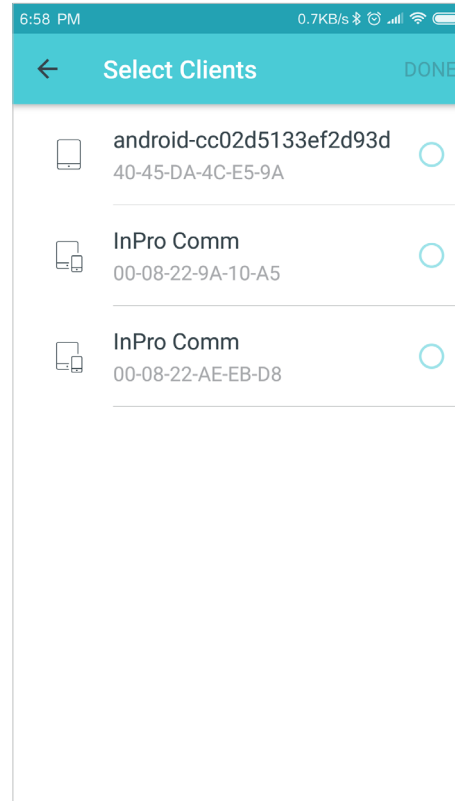 6:58 PM 0.7KB/s
Select Clients DONE
android-cc02d5133ef2d93d
40-45-DA-4C-E5-9A
InPro Comm
00-08-22-9A-10-A5
InPro Comm
00-08-22-AE-EB-D8